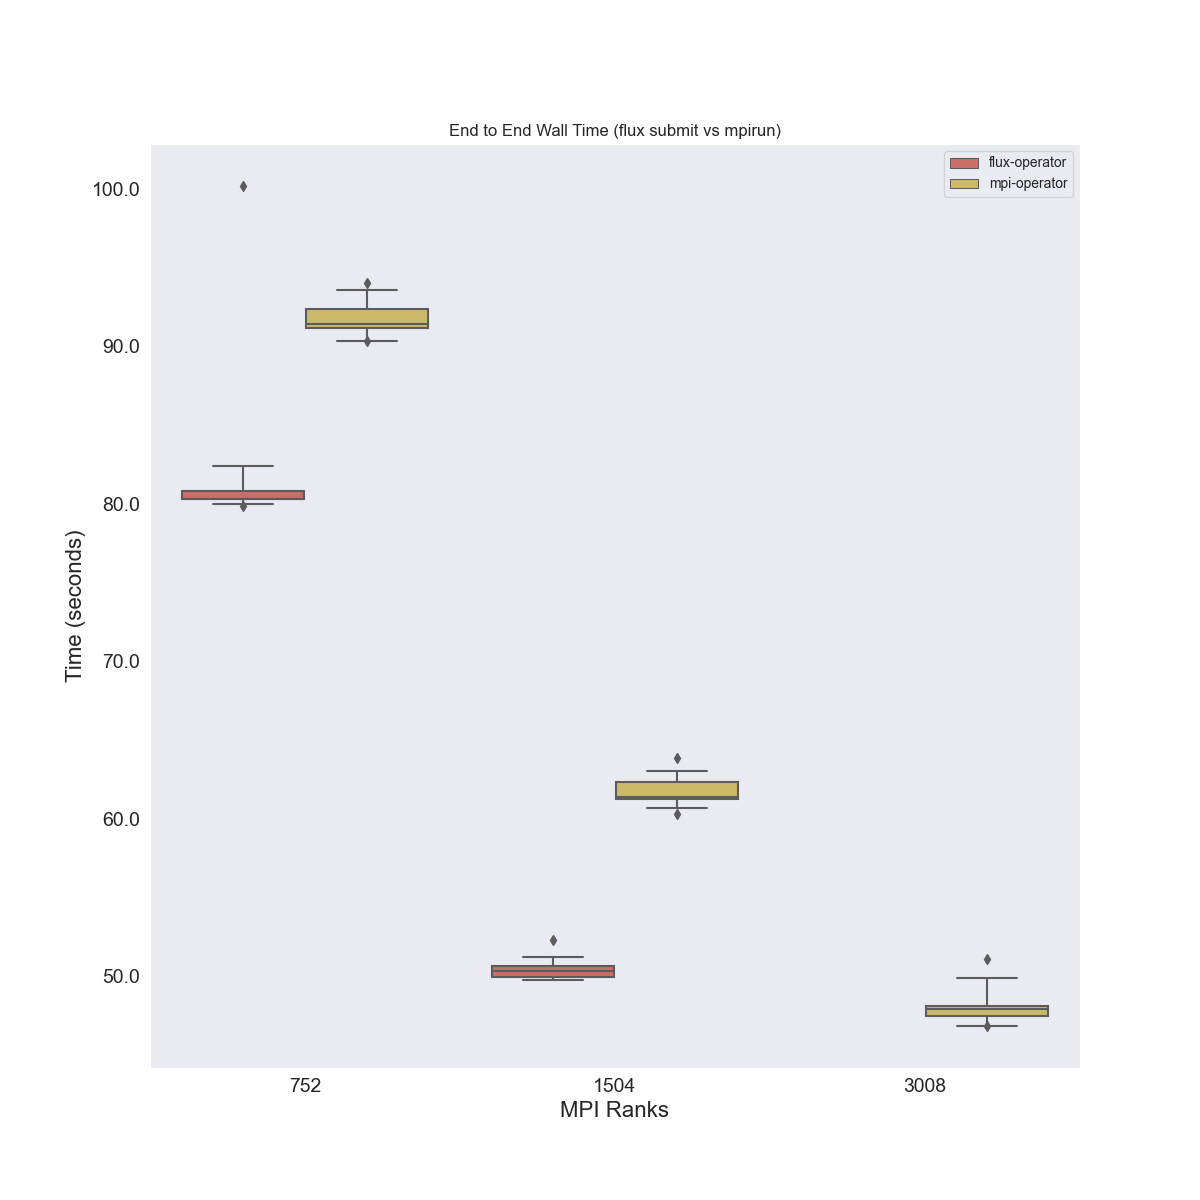 End to End Wall Time (flux submit vs mpirun)
flux-operator
mpi-operator
100.0
90.0
80.0
70.0
60.0
50.0
Time (seconds)
752
1504
3008
MPI Ranks